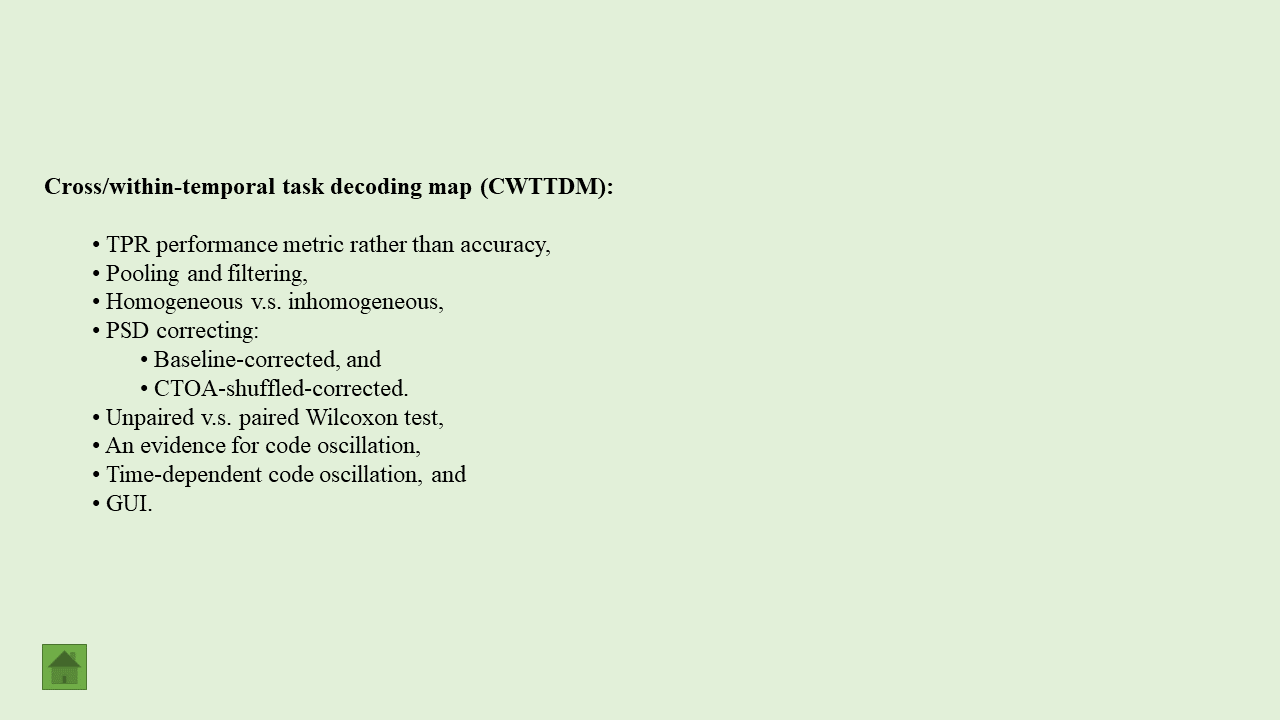 Cross/within-temporal task decoding map (CWTTDM):
• TPR performance metric rather than accuracy,
• Pooling and filtering,
• Homogeneous v.s. inhomogeneous,
• PSD correcting:
• Baseline-corrected, and
• CTOA-shuffled-corrected.
• Unpaired v.s. paired Wilcoxon test,
• An evidence for code oscillation,
• Time-dependent code oscillation, and
• GUI.